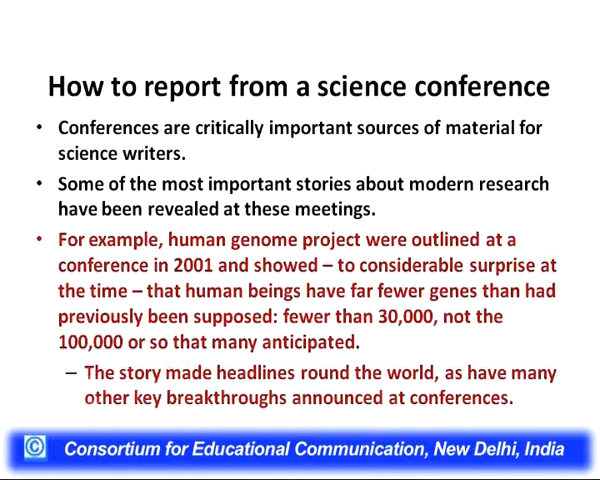 How to report from a science conference
• Conferences are critically important sources of material for
science writers.
• Some of the most important stories about modern research
have been revealed at these meetings.
• For example, human genome project were outlined at a
conference in 2001 and showed – to considerable surprise at
the time – that human beings have far fewer genes than had
previously been supposed: fewer than 30,000, not the
100,000 or so that many anticipated.
– The story made headlines round the world, as have many
other key breakthroughs announced at conferences.
© Consortium for Educational Communication, New Delhi, India